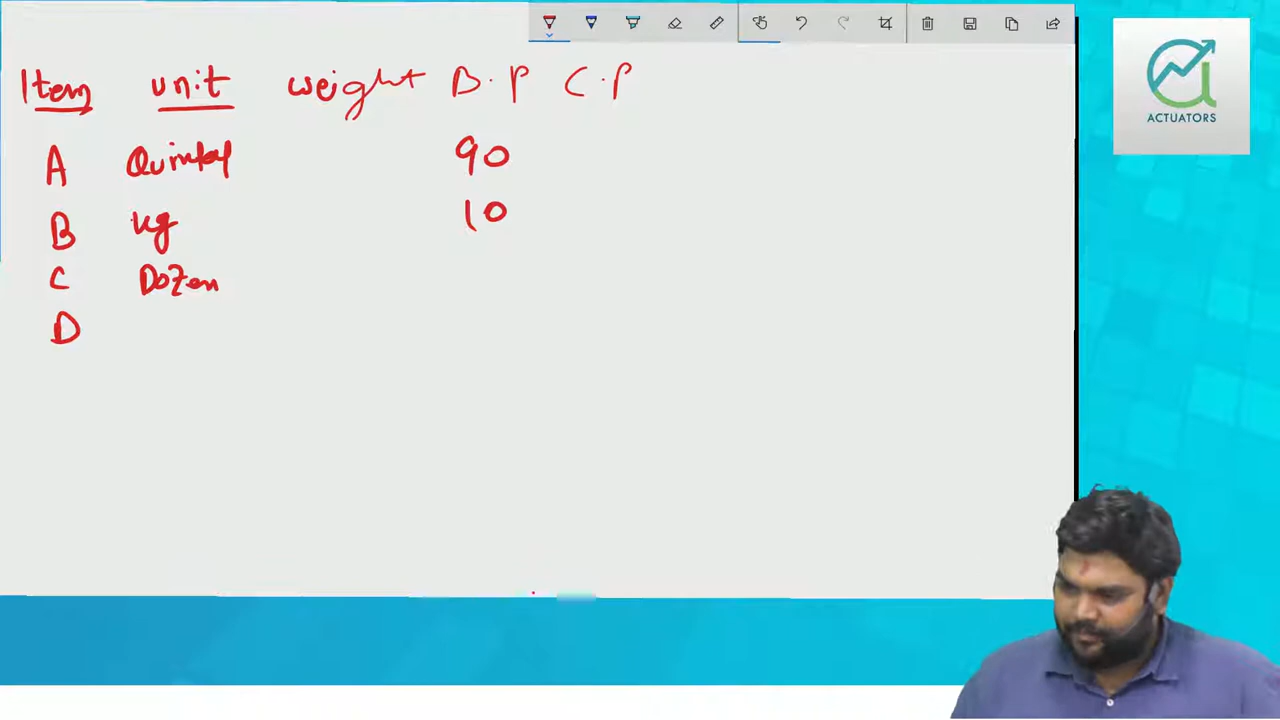 Item unit weight B.P C.P
A Quintal 90
B kg 10
C Dozen
D
ACTUATORS